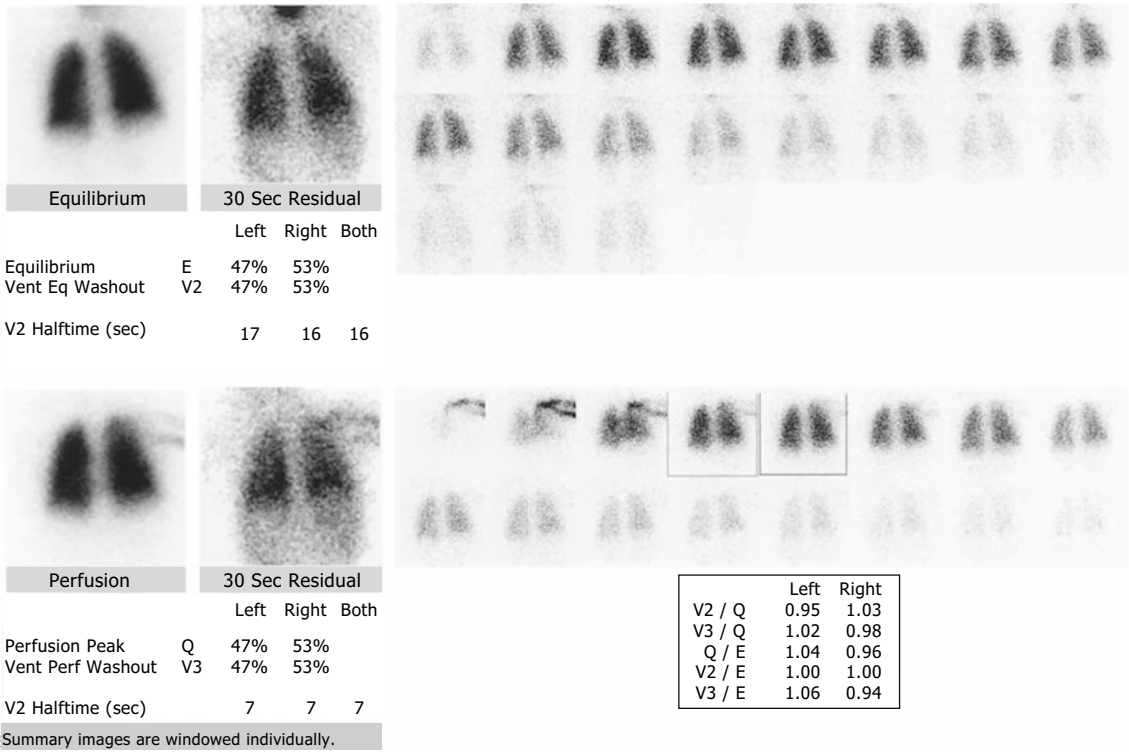 Equilibrium 30 Sec Residual
Left Right Both
Equilibrium E 47% 53%
Vent Eq Washout V2 47% 53%
V2 Halftime (sec) 17 16 16
Perfusion 30 Sec Residual
Left Right Both
Perfusion Peak Q 47% 53%
Vent Perf Washout V3 47% 53%
V2 Halftime (sec) 7 7 7
Summary images are windowed individually.
Left Right
V2 / Q 0.95 1.03
V3 / Q 1.02 0.98
Q / E 1.04 0.96
V2 / E 1.00 1.00
V3 / E 1.06 0.94